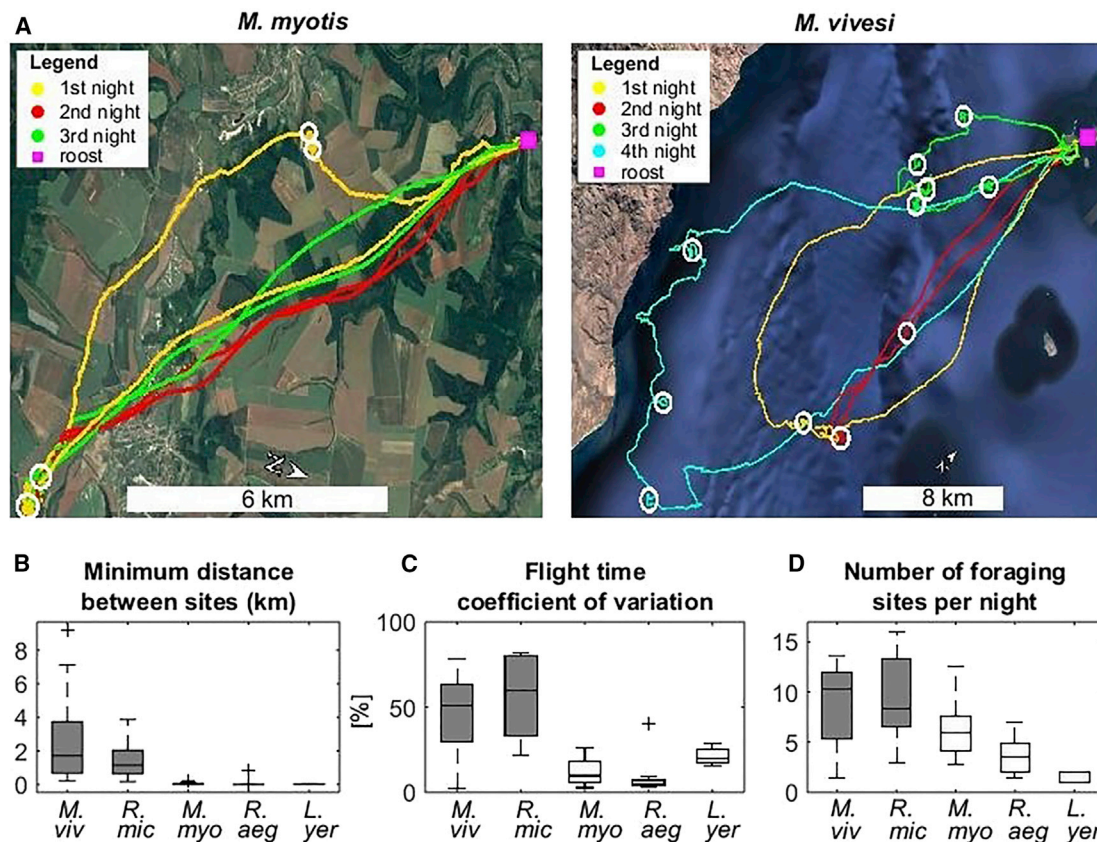 A
M. myotis
M. vivesi
Legend
1st night
2nd night
3rd night
roost
N
6 km
Legend
1st night
2nd night
3rd night
4th night
roost
N
8 km
B
Minimum distance
between sites (km)
8
6
4
2
0
M. R. M. R. L.
viv mic myo aeg yer
C
Flight time
coefficient of variation
[%]
100
50
0
M. R. M. R. L.
viv mic myo aeg yer
D
Number of foraging
sites per night
15
10
5
0
M. R. M. R. L.
viv mic myo aeg yer